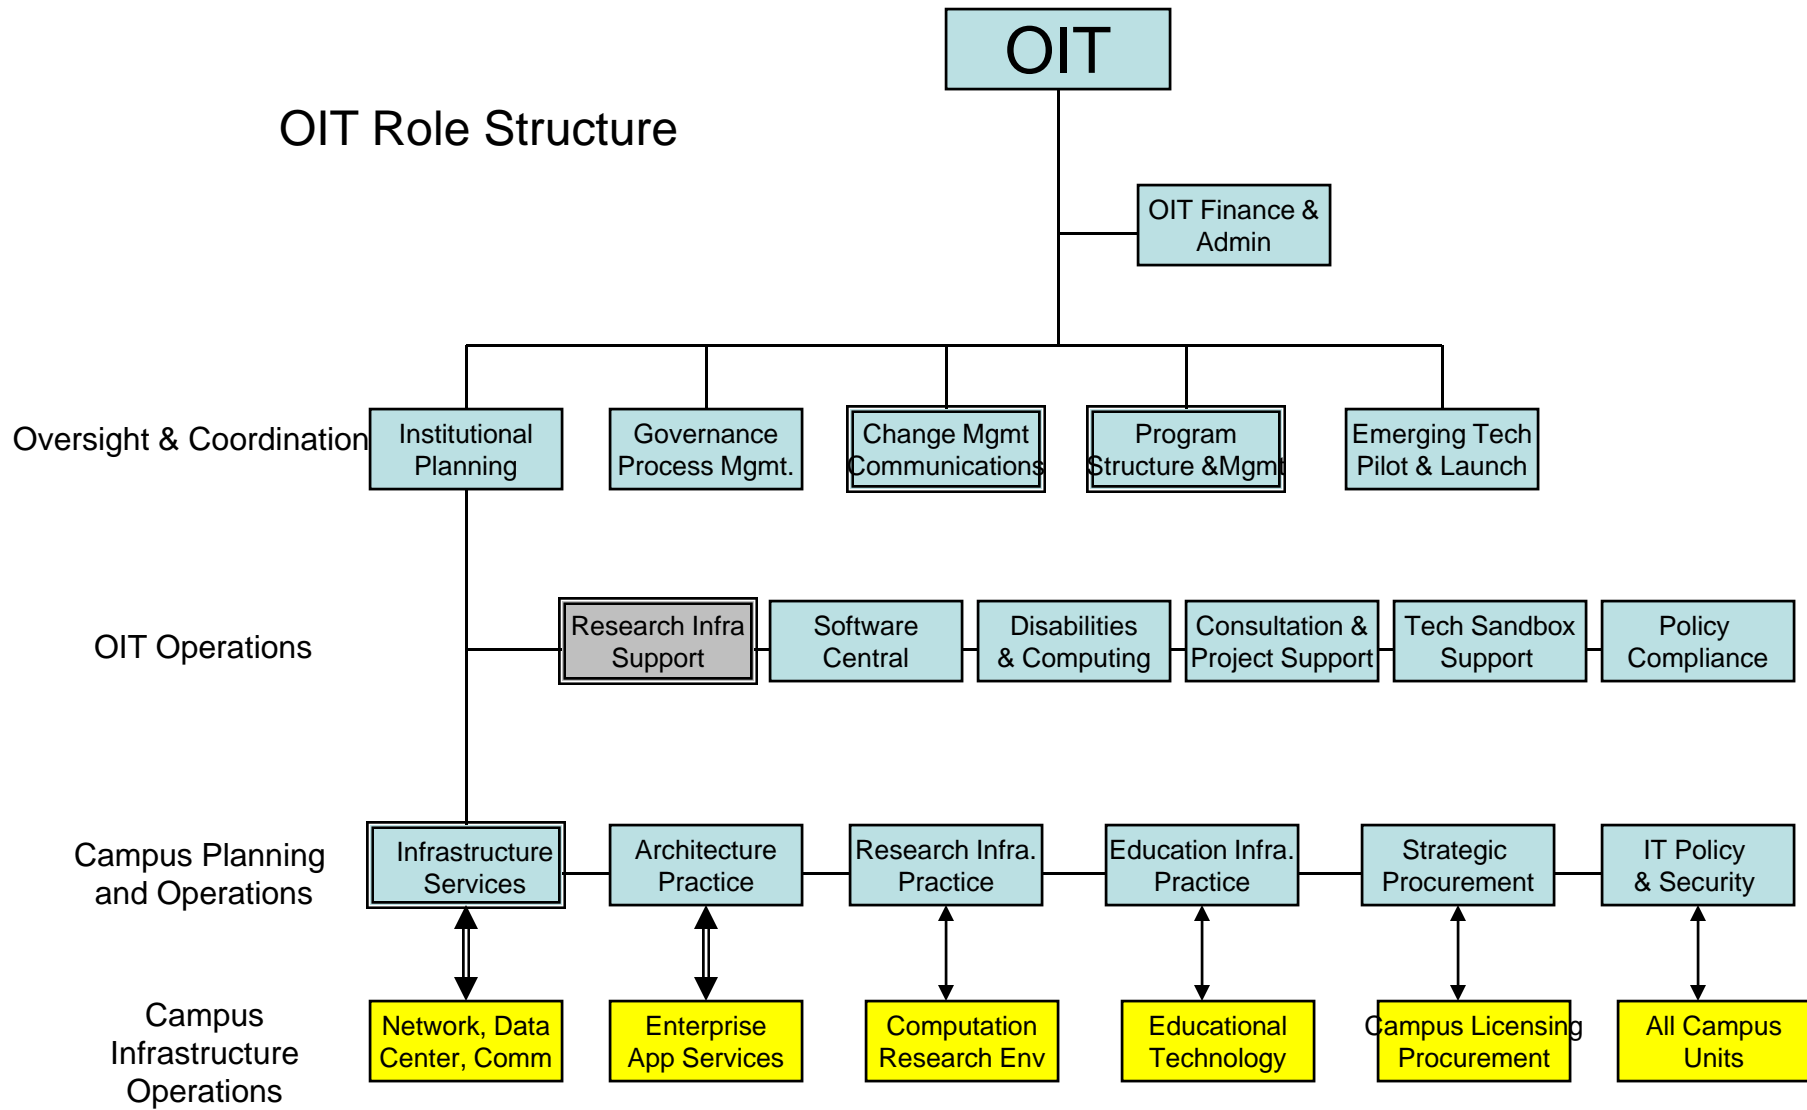 OIT
OIT Role Structure
OIT Finance &
Admin
Oversight & Coordination
Institutional
Planning
Governance
Process Mgmt.
Change Mgmt
Communications
Program
Structure &Mgmt
Emerging Tech
Pilot & Launch
OIT Operations
Research Infra
Support
Software
Central
Disabilities
& Computing
Consultation &
Project Support
Tech Sandbox
Support
Policy
Compliance
Campus Planning
and Operations
Infrastructure
Services
Architecture
Practice
Research Infra.
Practice
Education Infra.
Practice
Strategic
Procurement
IT Policy
& Security
Campus
Infrastructure
Operations
Network, Data
Center, Comm
Enterprise
App Services
Computation
Research Env
Educational
Technology
Campus Licensing
Procurement
All Campus
Units